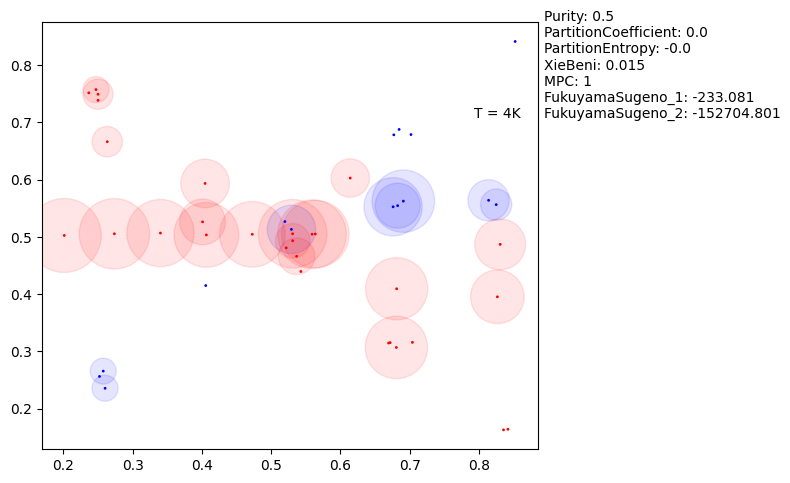 Purity: 0.5
PartitionCoefficient: 0.0
PartitionEntropy: -0.0
XieBeni: 0.015
MPC: 1
FukuyamaSugeno_1: -233.081
FukuyamaSugeno_2: -152704.801
T = 4K
0.8
0.7
0.6
0.5
0.4
0.3
0.2
0.2 0.3 0.4 0.5 0.6 0.7 0.8